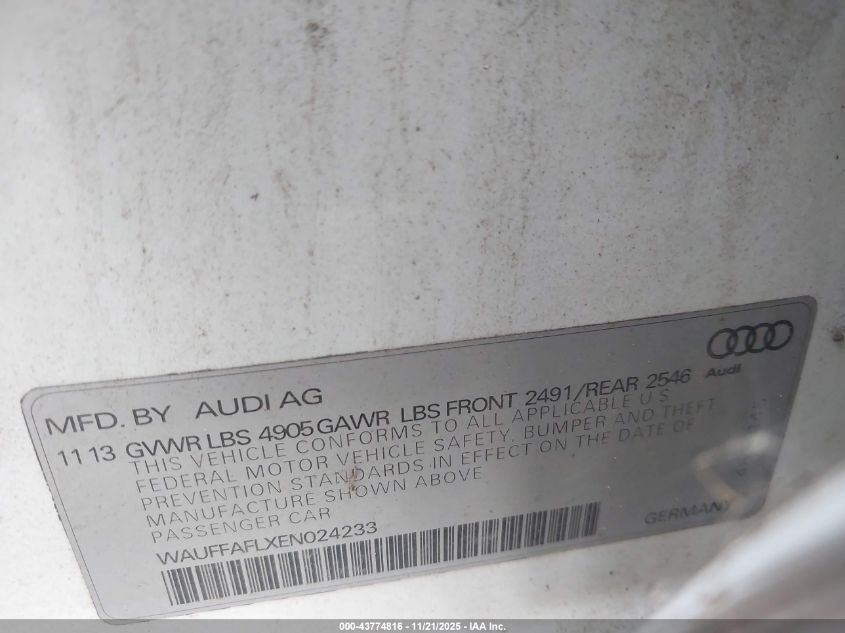 MFD. BY AUDI AG
Audi
11 13 GVWR LBS 4905 GAWR LBS FRONT 2491/REAR 2546
THIS VEHICLE CONFORMS TO ALL APPLICABLE U S
FEDERAL MOTOR VEHICLE SAFETY, BUMPER AND THEFT
PREVENTION STANDARDS IN EFFECT ON THE DATE OF
MANUFACTURE SHOWN ABOVE
PASSENGER CAR
WAUFFAFLXEN024233
GERMANY
000-43774816 - 11/21/2025 - IAA Inc.